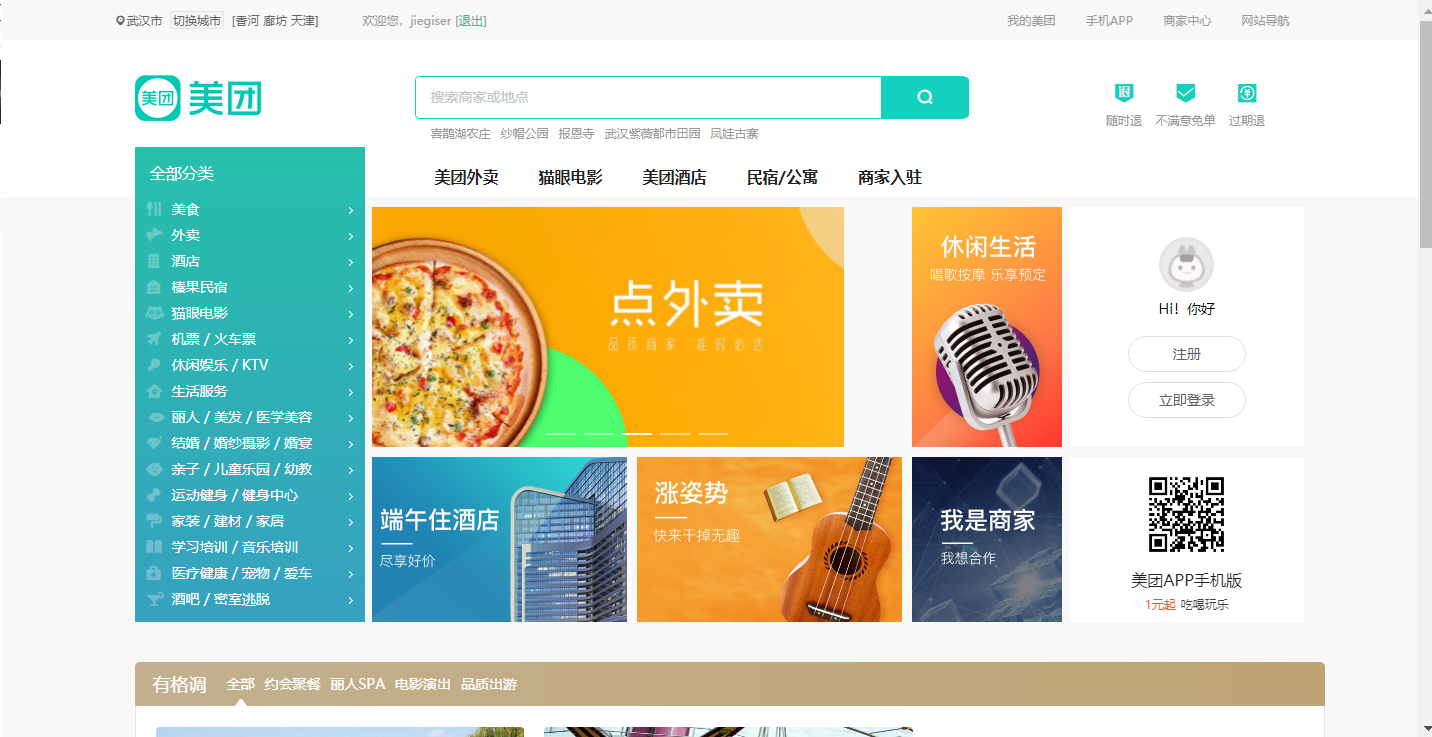 武汉市 切换城市 [香河 廊坊 天津] 欢迎您，jiegiser [退出] 我的美团 手机APP 商家中心 网站导航
美团 美团
搜索商家或地点
随时退 不满意免单 过期退
喜鹊湖农庄 纱帽公园 报恩寺 武汉紫薇都市田园 凤娃古寨
全部分类
美团外卖 猫眼电影 美团酒店 民宿/公寓 商家入驻
美食
外卖
酒店
榛果民宿
猫眼电影
机票 / 火车票
休闲娱乐 / KTV
生活服务
丽人 / 美发 / 医学美容
结婚 / 婚纱摄影 / 婚宴
亲子 / 儿童乐园 / 幼教
运动健身 / 健身中心
家装 / 建材 / 家居
学习培训 / 音乐培训
医疗健康 / 宠物 / 爱车
酒吧 / 密室逃脱
点外卖
品质商家 准时必达
休闲生活
唱歌按摩 乐享预定
Hi！你好
注册
立即登录
端午住酒店
尽享好价
涨姿势
快来干掉无趣
我是商家
我想合作
美团APP手机版
1元起 吃喝玩乐
有格调 全部 约会聚餐 丽人SPA 电影演出 品质出游